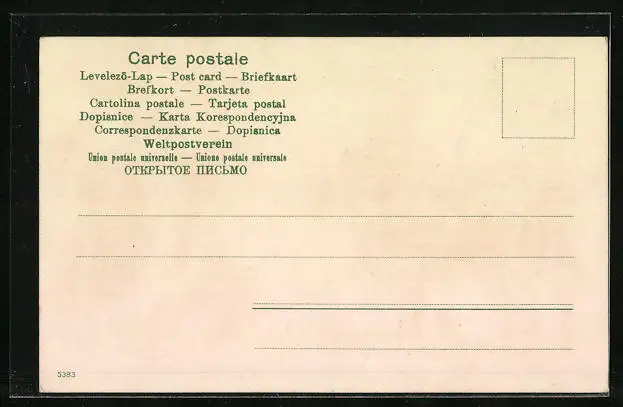 Carte postale
Levelező-Lap — Post card — Briefkaart
Brefkort — Postkarte
Cartolina postale — Tarjeta postal
Dopisnice — Karta Korespondencyjna
Correspondenzkarte — Dopisnica
Weltpostverein
Union postale universelle — Unione postale universale
ОТКРЫТОЕ ПИСЬМО
5383